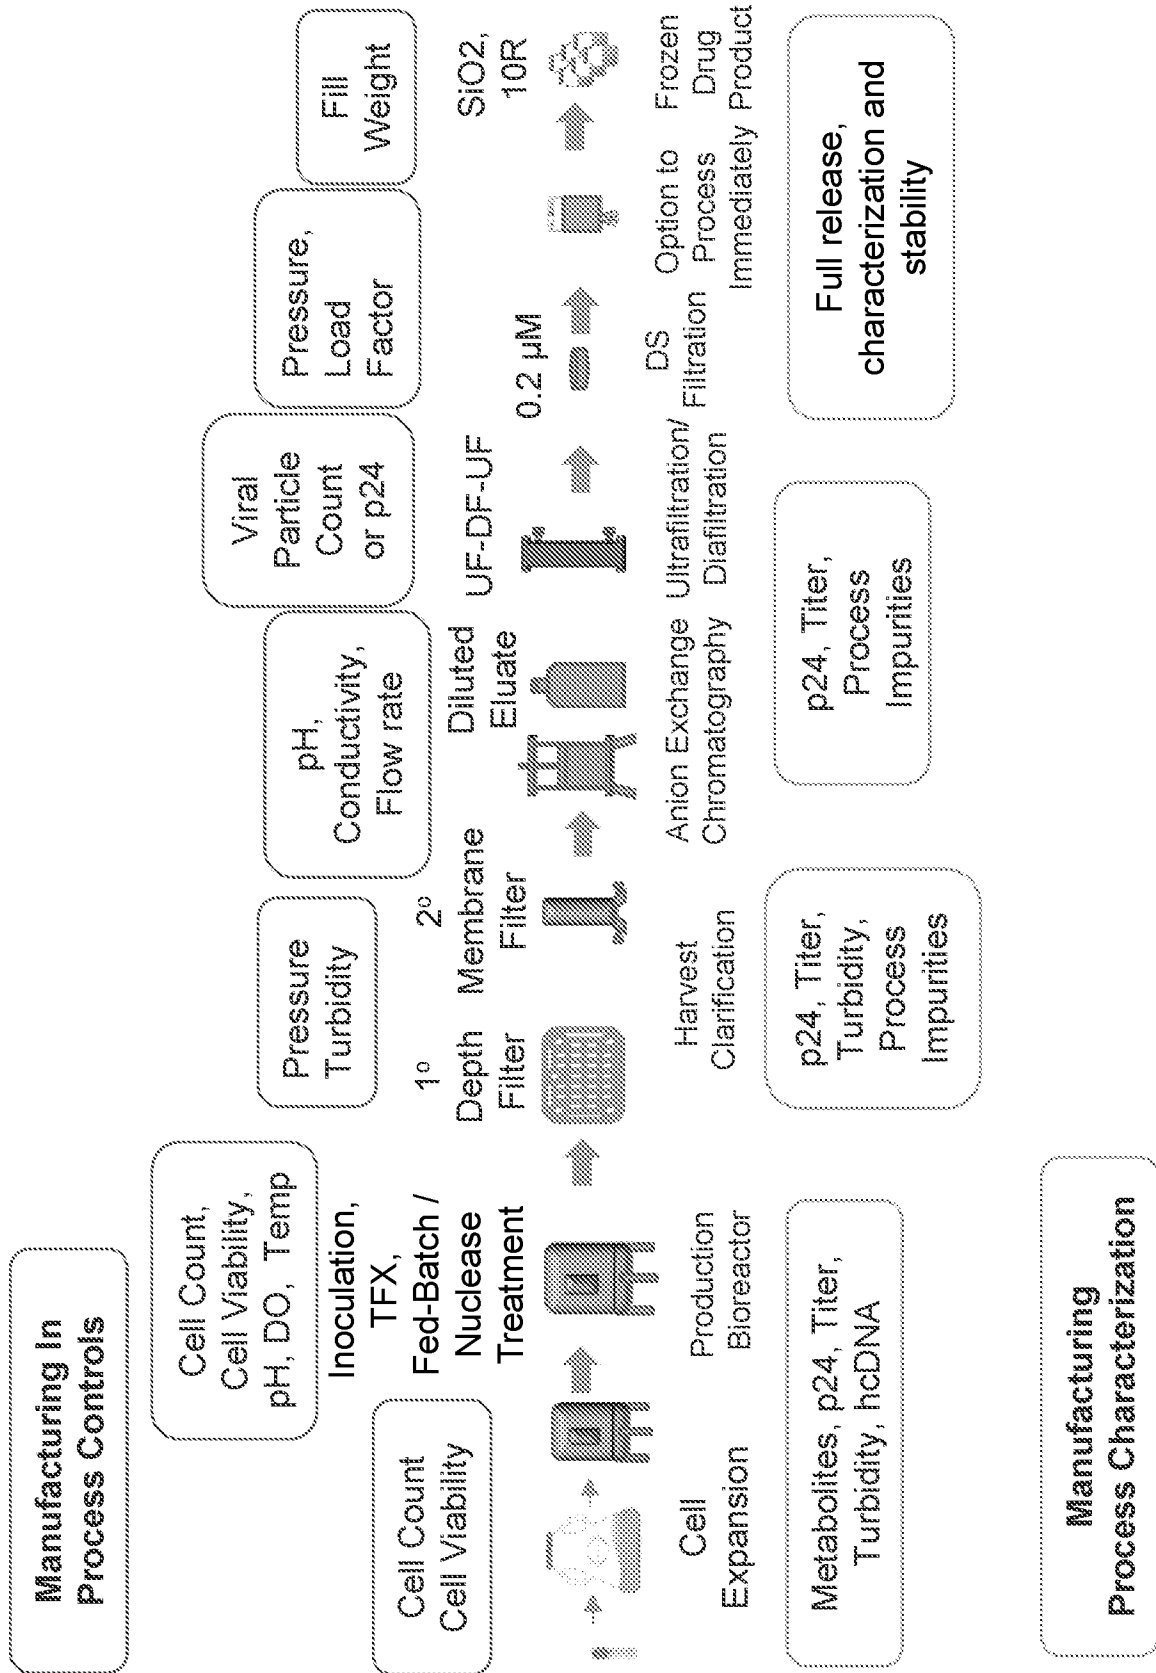 Manufacturing In
Process Controls
Cell Count
Cell Viability
Cell Count,
Cell Viability,
pH, DO, Temp
Pressure
Turbidity
pH,
Conductivity,
Flow rate
Viral
Particle
Count
or p24
Pressure,
Load
Factor
Fill
Weight
Inoculation,
TFX,
Fed-Batch /
Nuclease
Treatment
1º
Depth
Filter
2º
Membrane
Filter
Diluted
Eluate
UF-DF-UF
0.2 µM
SiO2,
10R
Cell
Expansion
Production
Bioreactor
Harvest
Clarification
Anion Exchange
Chromatography
Ultrafiltration/
Diafiltration
DS
Filtration
Option to
Process
Immediately
Frozen
Drug
Product
Metabolites, p24, Titer,
Turbidity, hcDNA
p24, Titer,
Turbidity,
Process
Impurities
p24, Titer,
Process
Impurities
Full release,
characterization and
stability
Manufacturing
Process Characterization